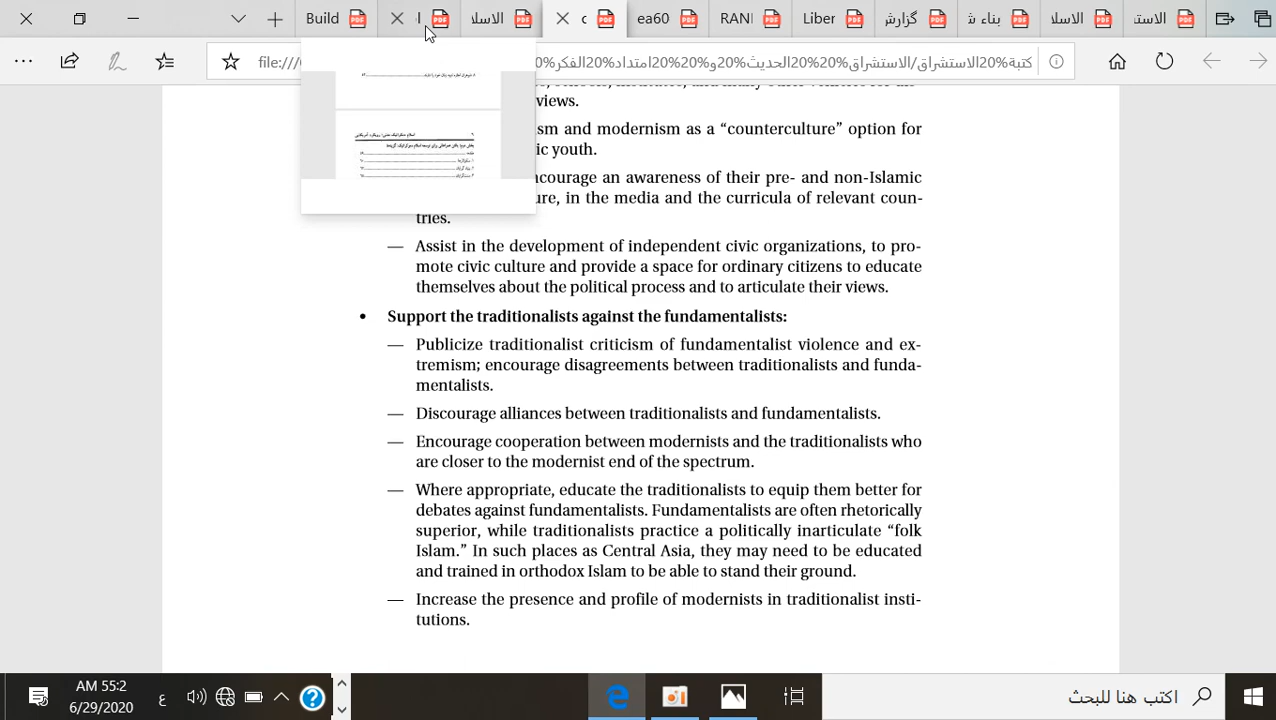 Build
الاسلا
ea60
RANI
Liber
گزارش
بناء ش
الاسلا
الاستـ
file:///
كتبة%20الاستشراق/الاستشراق%20الحديث%20و%20%20امتداد%20الفكر%20
views.
ism and modernism as a “counterculture” option for
ic youth.
ncourage an awareness of their pre- and non-Islamic
ure, in the media and the curricula of relevant coun-
tries.
— Assist in the development of independent civic organizations, to pro-
mote civic culture and provide a space for ordinary citizens to educate
themselves about the political process and to articulate their views.
• Support the traditionalists against the fundamentalists:
— Publicize traditionalist criticism of fundamentalist violence and ex-
tremism; encourage disagreements between traditionalists and funda-
mentalists.
— Discourage alliances between traditionalists and fundamentalists.
— Encourage cooperation between modernists and the traditionalists who
are closer to the modernist end of the spectrum.
— Where appropriate, educate the traditionalists to equip them better for
debates against fundamentalists. Fundamentalists are often rhetorically
superior, while traditionalists practice a politically inarticulate “folk
Islam.” In such places as Central Asia, they may need to be educated
and trained in orthodox Islam to be able to stand their ground.
— Increase the presence and profile of modernists in traditionalist insti-
tutions.
AM 55:2
6/29/2020
ع
اكتب هنا للبحث